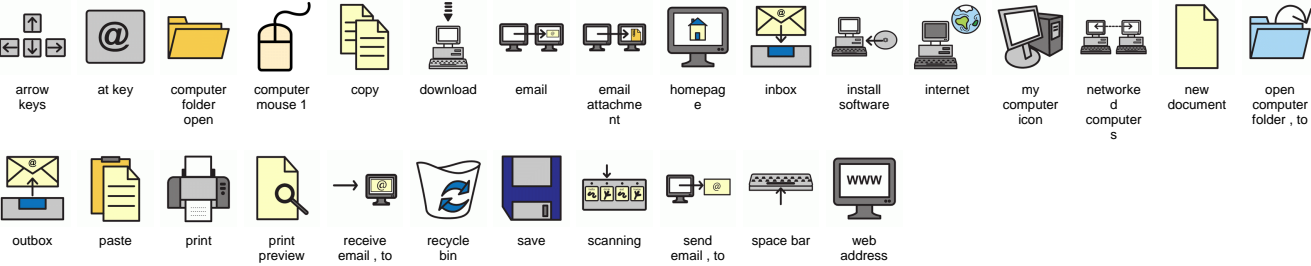 @
WWW
arrow keys
at key
computer folder open
computer mouse 1
copy
download
email
email attachme nt
homepag e
inbox
install software
internet
my computer icon
networke d computer s
new document
open computer folder , to
@
@
@
outbox
paste
print
print preview
receive email , to
recycle bin
save
scanning
send email , to
space bar
web address